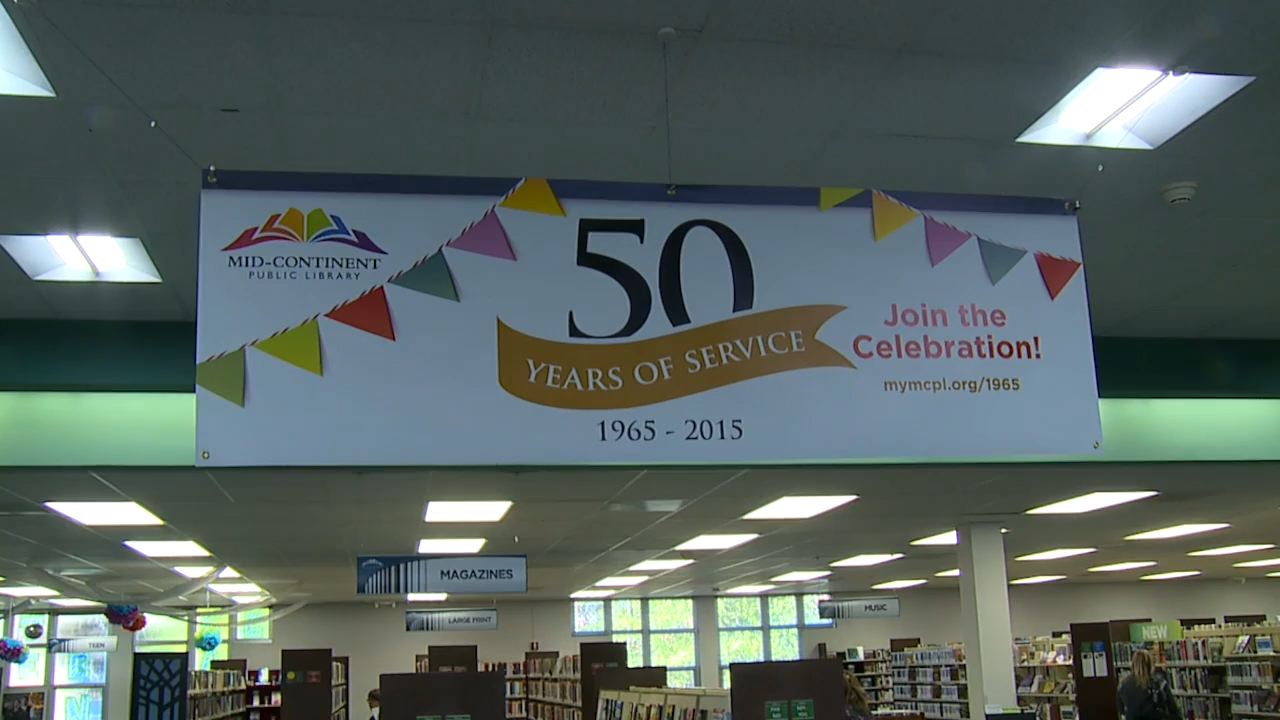 MID-CONTINENT
PUBLIC LIBRARY
50
YEARS OF SERVICE
1965 - 2015
Join the
Celebration!
mymcpl.org/1965
MAGAZINES
LARGE PRINT
MUSIC
TEEN
NEW